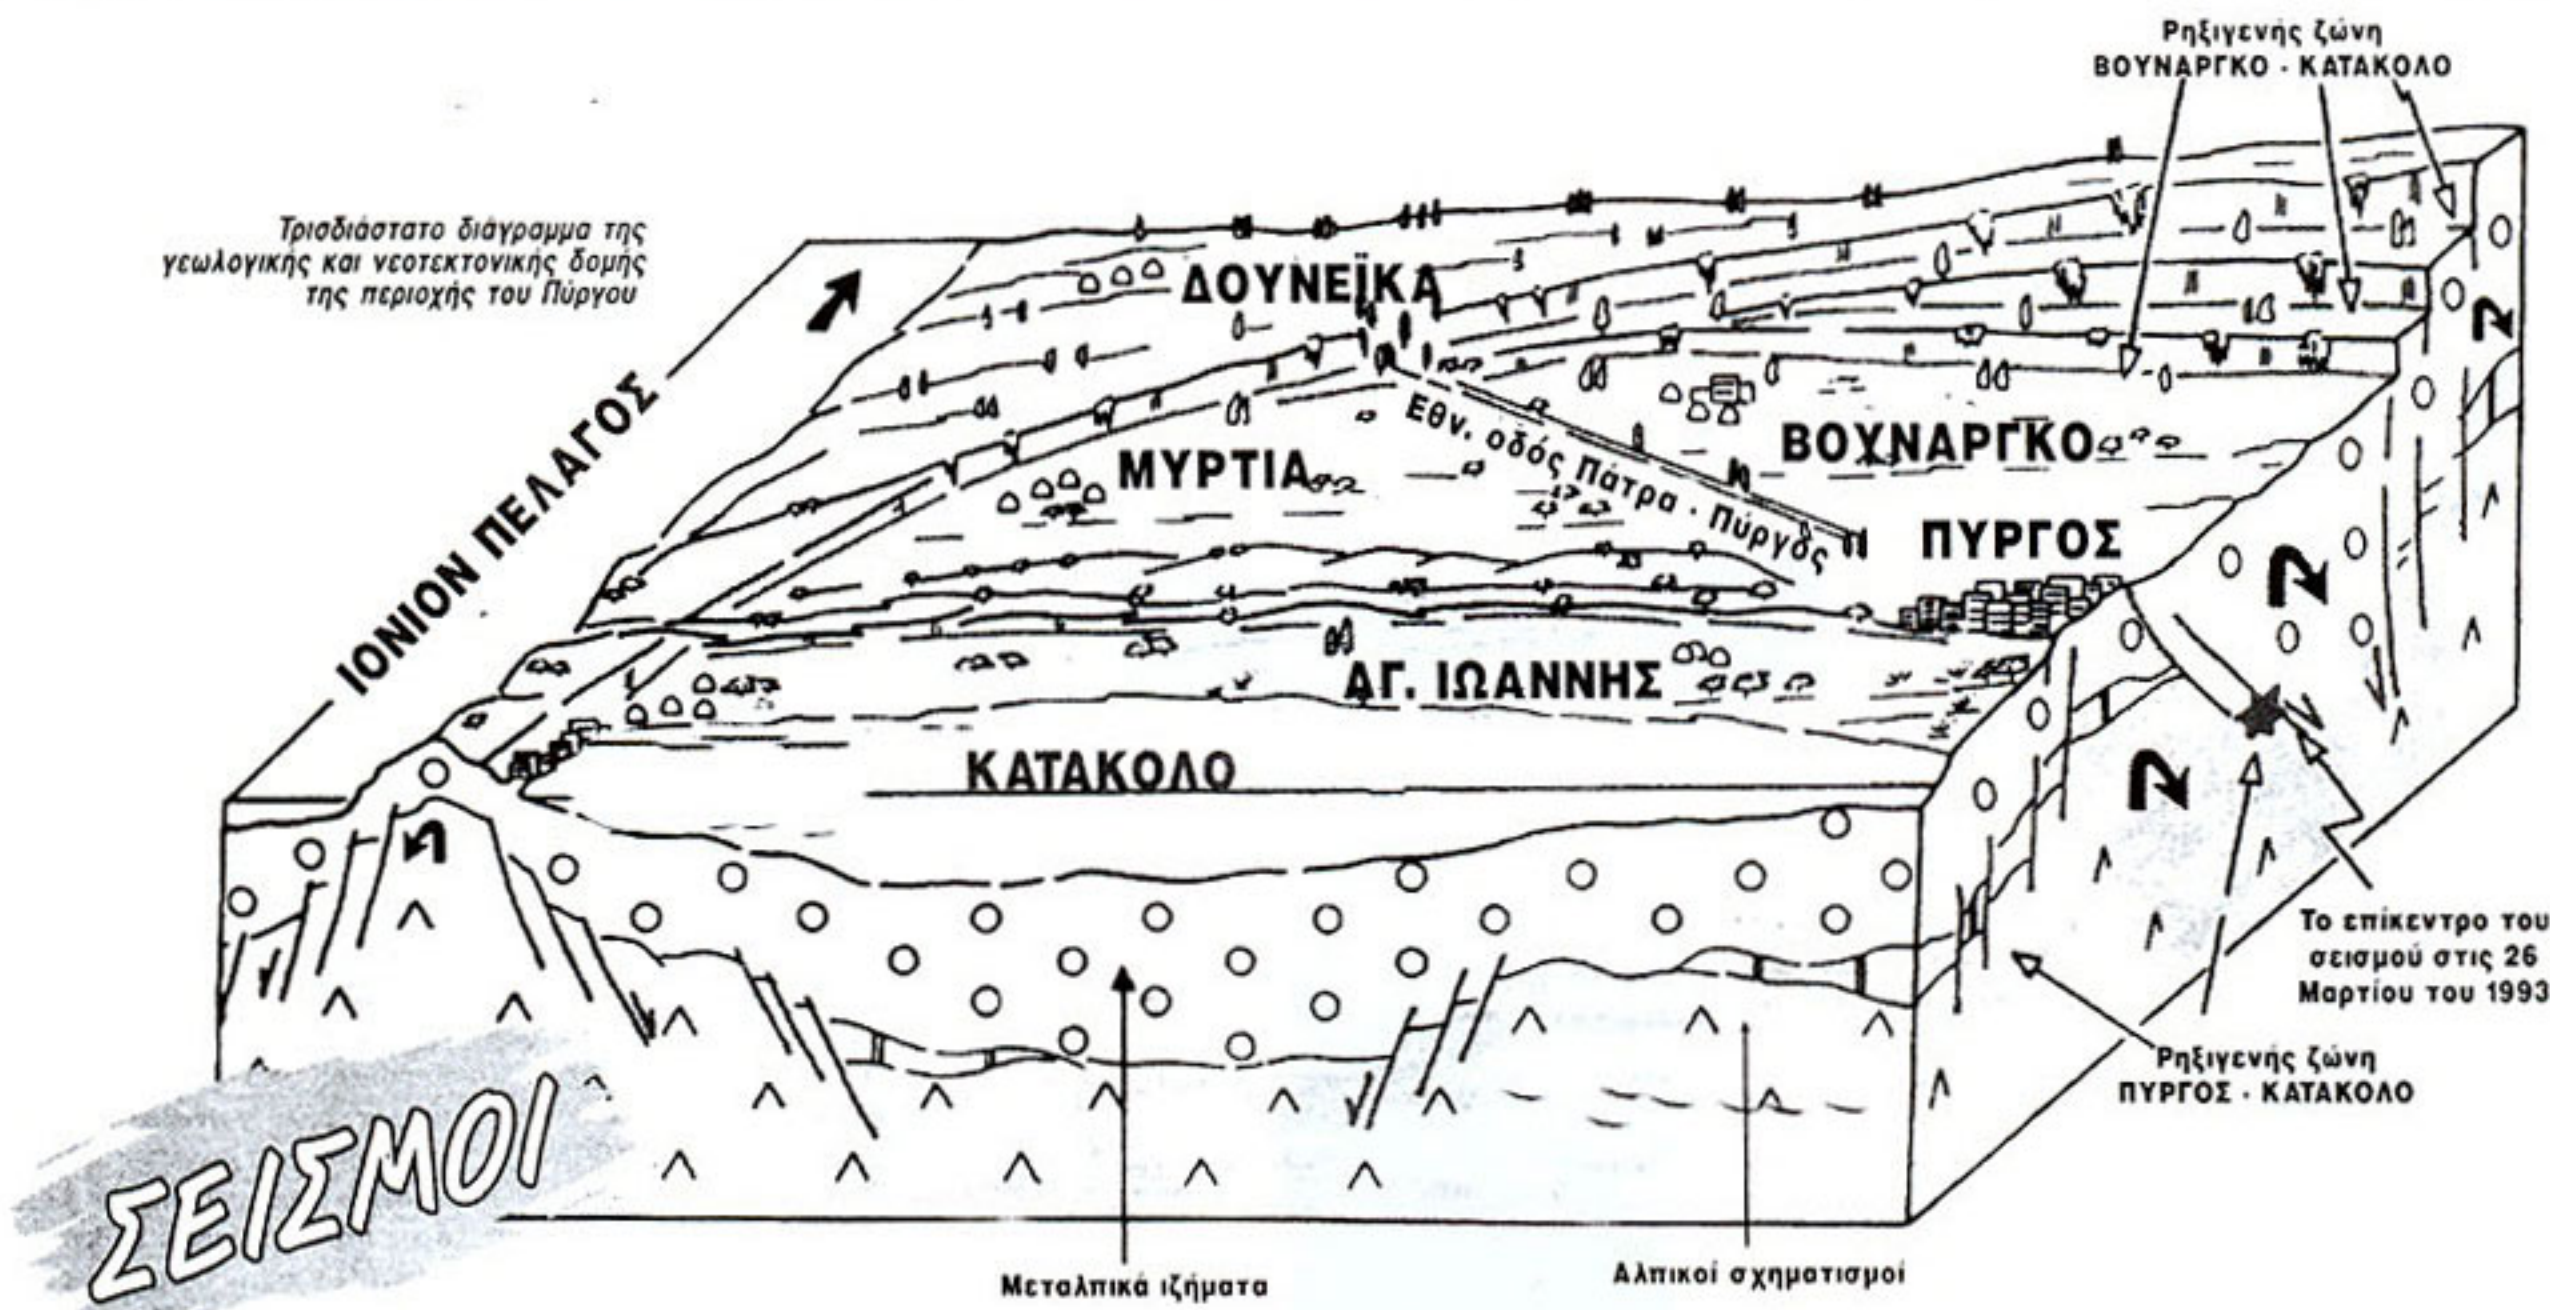 Ρηξιγενής ζώνη
ΒΟΥΝΑΡΓΚΟ - ΚΑΤΑΚΟΛΟ
Τρισδιάστατο διάγραμμα της
γεωλογικής και νεοτεκτονικής δομής
της περιοχής του Πύργου
ΔΟΥΝΕΪΚΑ
ΙΟΝΙΟΝ ΠΕΛΑΓΟΣ
Εθν. οδός Πάτρα - Πύργος
ΒΟΥΝΑΡΓΚΟ
ΜΥΡΤΙΑ
ΠΥΡΓΟΣ
ΑΓ. ΙΩΑΝΝΗΣ
ΚΑΤΑΚΟΛΟ
Το επίκεντρο του
σεισμού στις 26
Μαρτίου του 1993
Ρηξιγενής ζώνη
ΠΥΡΓΟΣ - ΚΑΤΑΚΟΛΟ
ΣΕΙΣΜΟΙ
Μεταλπικά ιζήματα
Αλπικοί σχηματισμοί